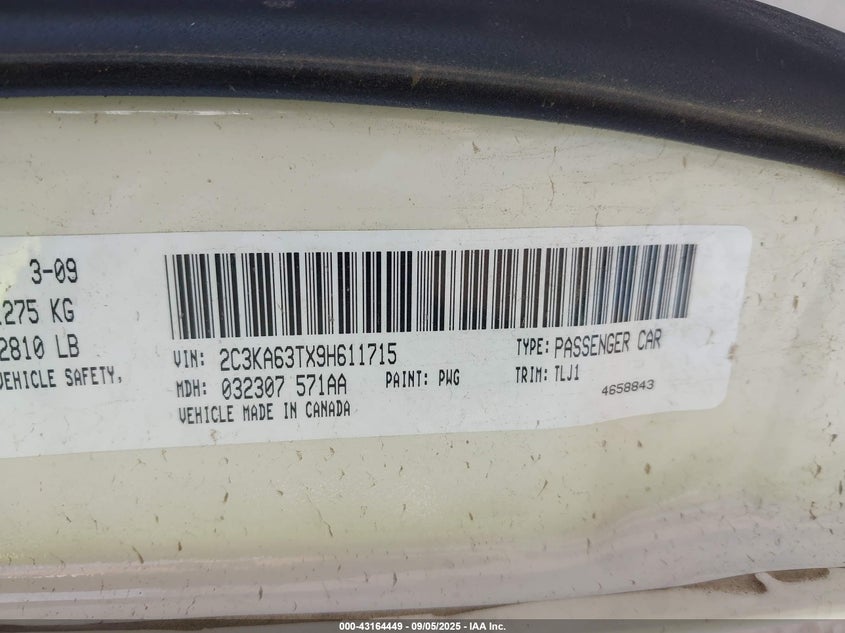 3-09
275 KG
2810 LB
VEHICLE SAFETY,
VIN: 2C3KA63TX9H611715
TYPE: PASSENGER CAR
MDH: 032307 571AA
PAINT: PWG
TRIM: TLJ1
4658843
VEHICLE MADE IN CANADA
000-43164449 - 09/05/2025 - IAA Inc.